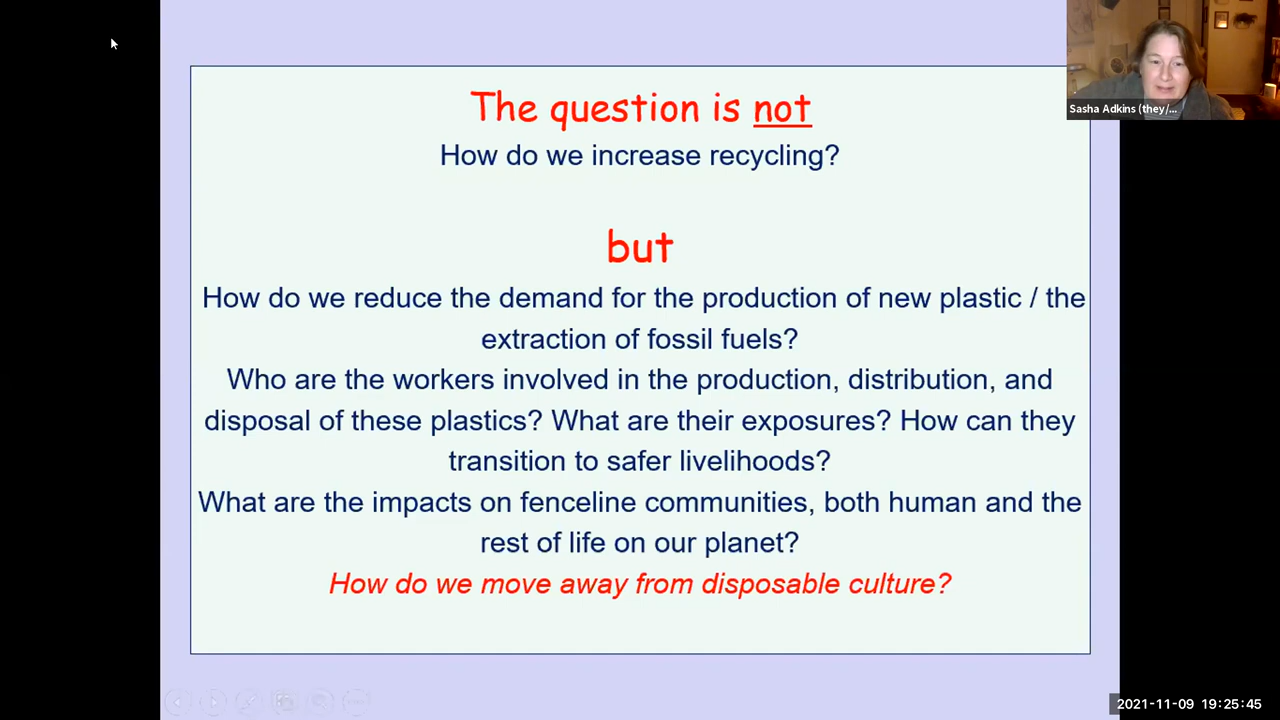 The question is not
How do we increase recycling?
but
How do we reduce the demand for the production of new plastic / the
extraction of fossil fuels?
Who are the workers involved in the production, distribution, and
disposal of these plastics? What are their exposures? How can they
transition to safer livelihoods?
What are the impacts on fenceline communities, both human and the
rest of life on our planet?
How do we move away from disposable culture?
Sasha Adkins (they/...
2021-11-09 19:25:45